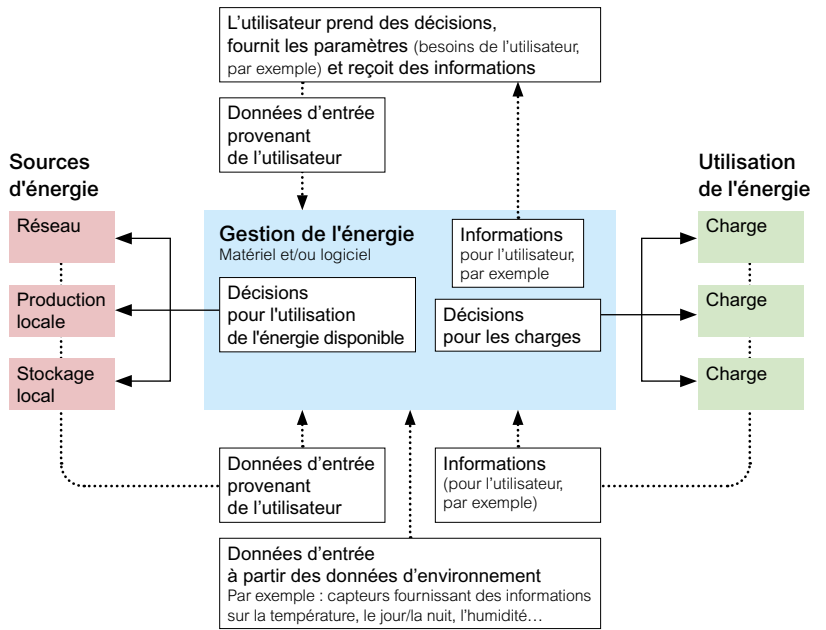 L’utilisateur prend des décisions,
fournit les paramètres (besoins de l’utilisateur,
par exemple) et reçoit des informations
Données d’entrée
provenant
de l’utilisateur
Sources
d'énergie
Réseau
Production
locale
Stockage
local
Gestion de l'énergie
Matériel et/ou logiciel
Décisions
pour l'utilisation
de l'énergie disponible
Informations
pour l’utilisateur,
par exemple
Décisions
pour les charges
Utilisation
de l'énergie
Charge
Charge
Charge
Données d’entrée
provenant
de l’utilisateur
Informations
(pour l’utilisateur,
par exemple)
Données d’entrée
à partir des données d’environnement
Par exemple : capteurs fournissant des informations
sur la température, le jour/la nuit, l’humidité…